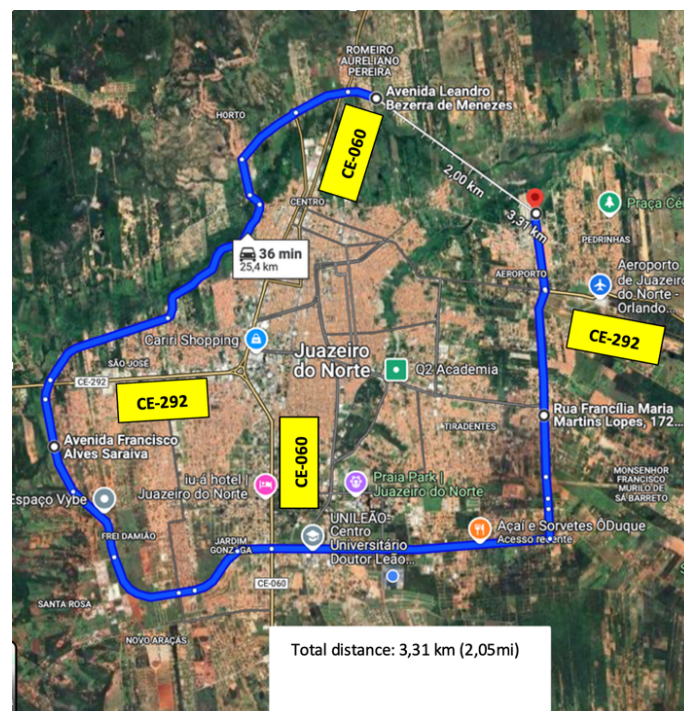 ROMEIRO
AURELIANO
PEREIRA
Avenida Leandro
Bezerra de Menezes
HORTO
CE-060
2,00 km
CENTRO
3,31 km
Praça Cé
PEDRINHAS
36 min
25,4 km
AEROPORTO
Aeroporto
de Juazeiro
do Norte -
Orlando...
CE-292
Cariri Shopping
Juazeiro
do Norte
SÃO JOSÉ
Q2 Academia
CE-292
CE-292
Rua Francília Maria
Martins Lopes, 172...
TIRADENTES
CE-060
Avenida Francisco
Alves Saraiva
MONSENHOR
FRANCISCO
MURILO DE
SÁ BARRETO
iu-á hotel |
Juazeiro do Norte
Praia Park |
Juazeiro do Norte
Espaço Vybe
FREI DAMIÃO
JARDIM
GONZAGA
UNILEÃO-
Centro
Universitário
Doutor Leão...
Açaí e Sorvetes ÔDuque
Acesso recente
CE-060
SANTA ROSA
NOVO ARAÇÁS
Total distance: 3,31 km (2,05mi)